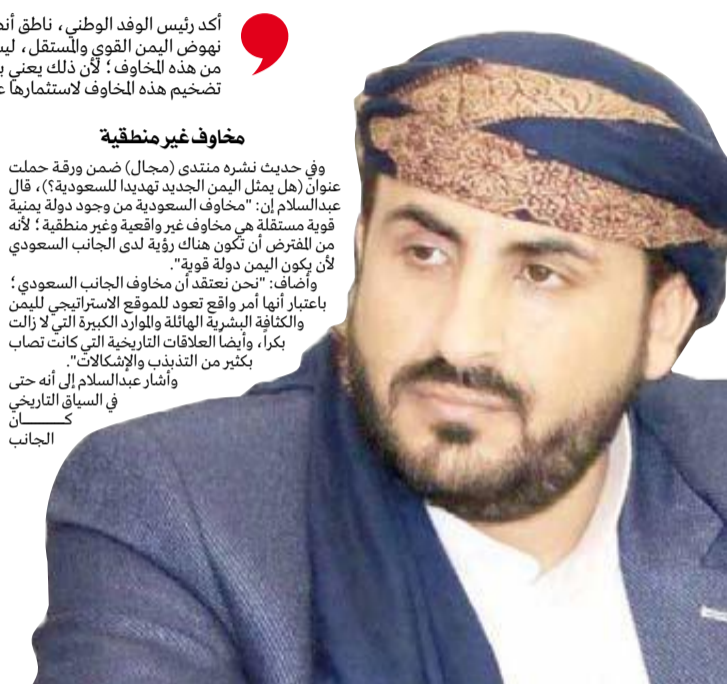 أكد رئيس الوفد الوطني، ناطق
نهوض اليمن القوي والمستقل،
من هذه المخاوف؛ لأن ذلك يعني
تضخيم هذه المخاوف لاستثمارها
مخاوف غير منطقية
وفي حديث نشره منتدى (مجال) ضمن ورقة حملت
عنوان (هل يمثل اليمن الجديد تهديدا للسعودية؟)، قال
عبدالسلام إن: "مخاوف السعودية من وجود دولة يمنية
قوية مستقلة هي مخاوف غير واقعية وغير منطقية؛ لأنه
من المفترض أن تكون هناك رؤية لدى الجانب السعودي
لأن يكون اليمن دولة قوية".
وأضاف: "نحن نعتقد أن مخاوف الجانب السعودي؛
باعتبار أنها أمر واقع تعود للموقع الاستراتيجي لليمن
والكثافة البشرية الهائلة والموارد الكبيرة التي لا زالت
بكراً، وأيضا العلاقات التاريخية التي كانت تصاب
بكثير من التذبذب والإشكالات".
وأشار عبدالسلام إلى أنه حتى
في السياق التاريخي
كـــــان
الجانب